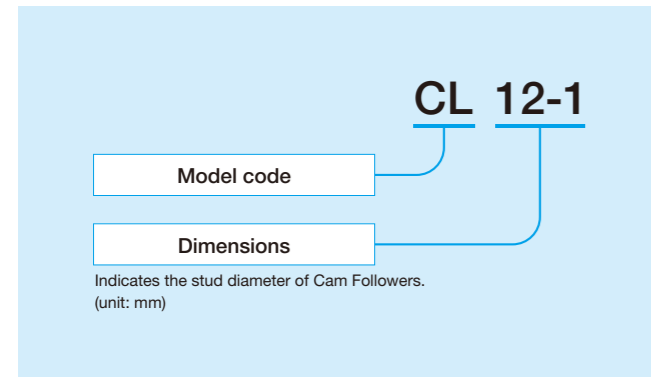 CL 12-1
Model code
Dimensions
Indicates the stud diameter of Cam Followers.
(unit: mm)